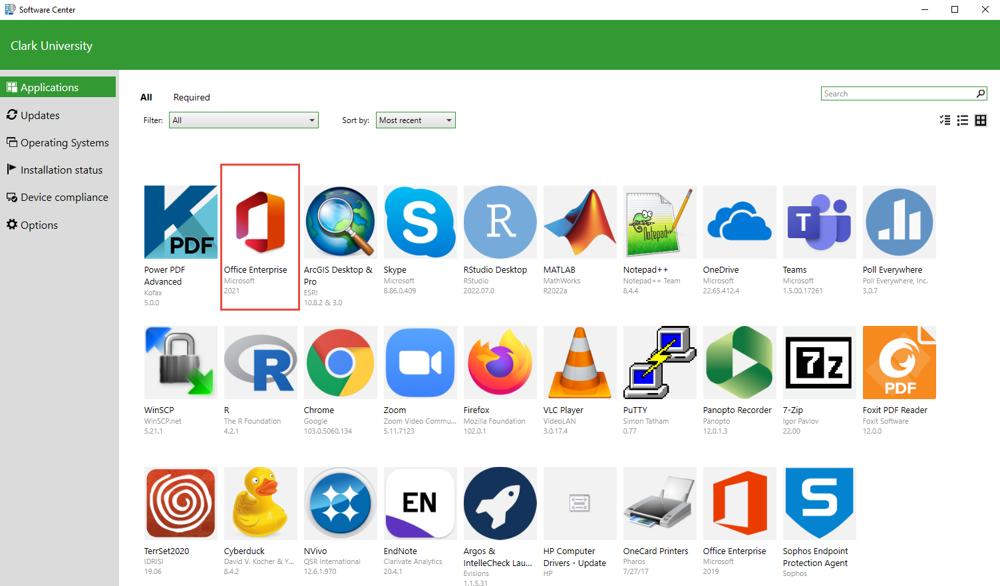 Software Center
Clark University
Applications
Updates
Operating Systems
Installation status
Device compliance
Options
All Required
Search
Filter: All Sort by: Most recent
PDF
S
R
Notepad++
T
Power PDF Advanced
Kofax
5.0.0
Office Enterprise
Microsoft
2021
ArcGIS Desktop & Pro
ESRI
10.8.2 & 3.0
Skype
Microsoft
8.86.0.409
RStudio Desktop
RStudio
2022.07.0
MATLAB
MathWorks
R2022a
Notepad++
Notepad++ Team
8.4.4
OneDrive
Microsoft
22.65.412.4
Teams
Microsoft
1.5.00.17261
Poll Everywhere
Poll Everywhere, Inc.
3.0.7
R
7z
PDF
WinSCP
WinSCP.net
5.21.1
R
The R Foundation
4.2.1
Chrome
Google
103.0.5060.134
Zoom
Zoom Video Commu...
5.11.7123
Firefox
Mozilla Foundation
102.0.1
VLC Player
VideoLAN
3.0.17.4
PuTTY
Simon Tatham
0.77
Panopto Recorder
Panopto
12.0.1.3
7-Zip
Igor Pavlov
22.00
Foxit PDF Reader
Foxit Software
12.0.0
EN
S
TerrSet2020
IDRISI
19.06
Cyberduck
David V. Kocher & Y...
8.4.2
NVivo
QSR International
12.6.1.970
EndNote
Clarivate Analytics
20.4.1
Argos &
IntelleCheck Lau...
Evisions
1.1.5.31
HP Computer
Drivers - Update
HP
OneCard Printers
Pharos
7/27/17
Office Enterprise
Microsoft
2019
Sophos Endpoint
Protection Agent
Sophos